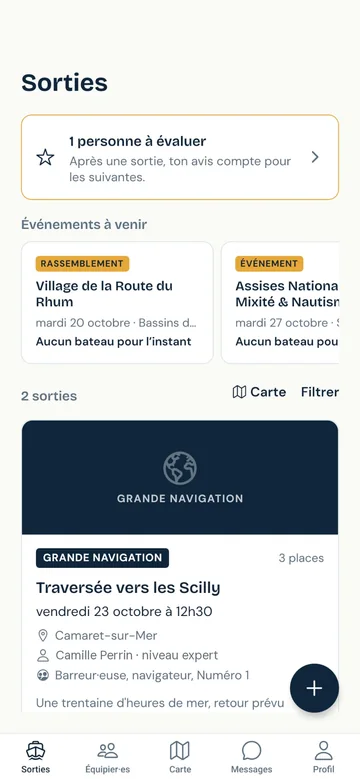 Sorties
1 personne à évaluer
Après une sortie, ton avis compte pour
les suivantes.
Événements à venir
RASSEMBLEMENT
Village de la Route du
Rhum
mardi 20 octobre · Bassins d...
Aucun bateau pour l'instant
ÉVÉNEMENT
Assises Nationa
Mixité & Nautism
mardi 27 octobre · S
Aucun bateau pou
2 sorties
Carte
Filtrer
GRANDE NAVIGATION
GRANDE NAVIGATION
3 places
Traversée vers les Scilly
vendredi 23 octobre à 12h30
Camaret-sur-Mer
Camille Perrin · niveau expert
Barreur·euse, navigateur, Numéro 1
Une trentaine d'heures de mer, retour prévu
Sorties
Équipier·es
Carte
Messages
Profil